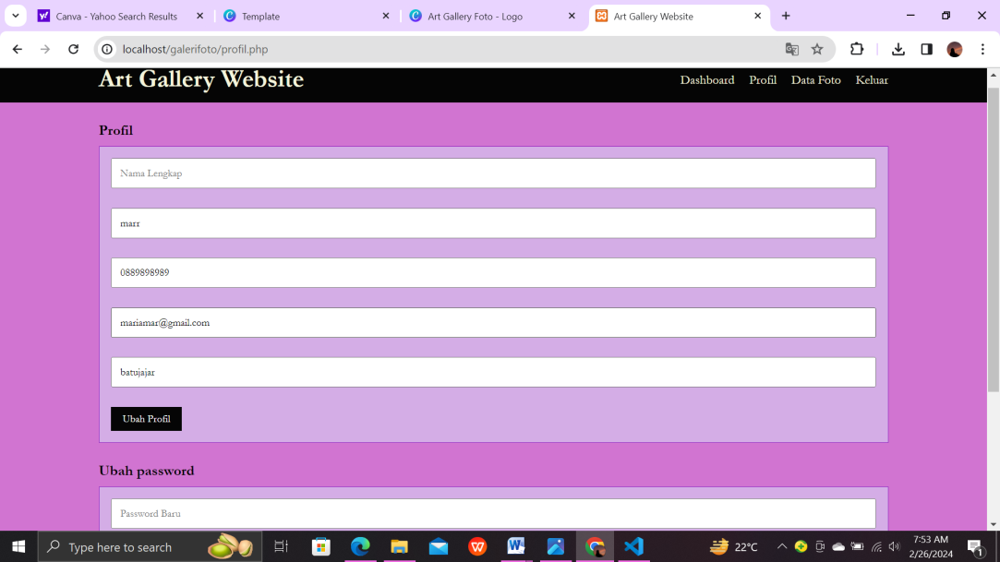 Canva - Yahoo Search Results
Template
Art Gallery Foto - Logo
Art Gallery Website
localhost/galerifoto/profil.php
Art Gallery Website
Dashboard Profil Data Foto Keluar
Profil
Nama Lengkap
marr
0889898989
mariamar@gmail.com
batujajar
Ubah Profil
Ubah password
Password Baru
Type here to search
22°C
7:53 AM
2/26/2024
1